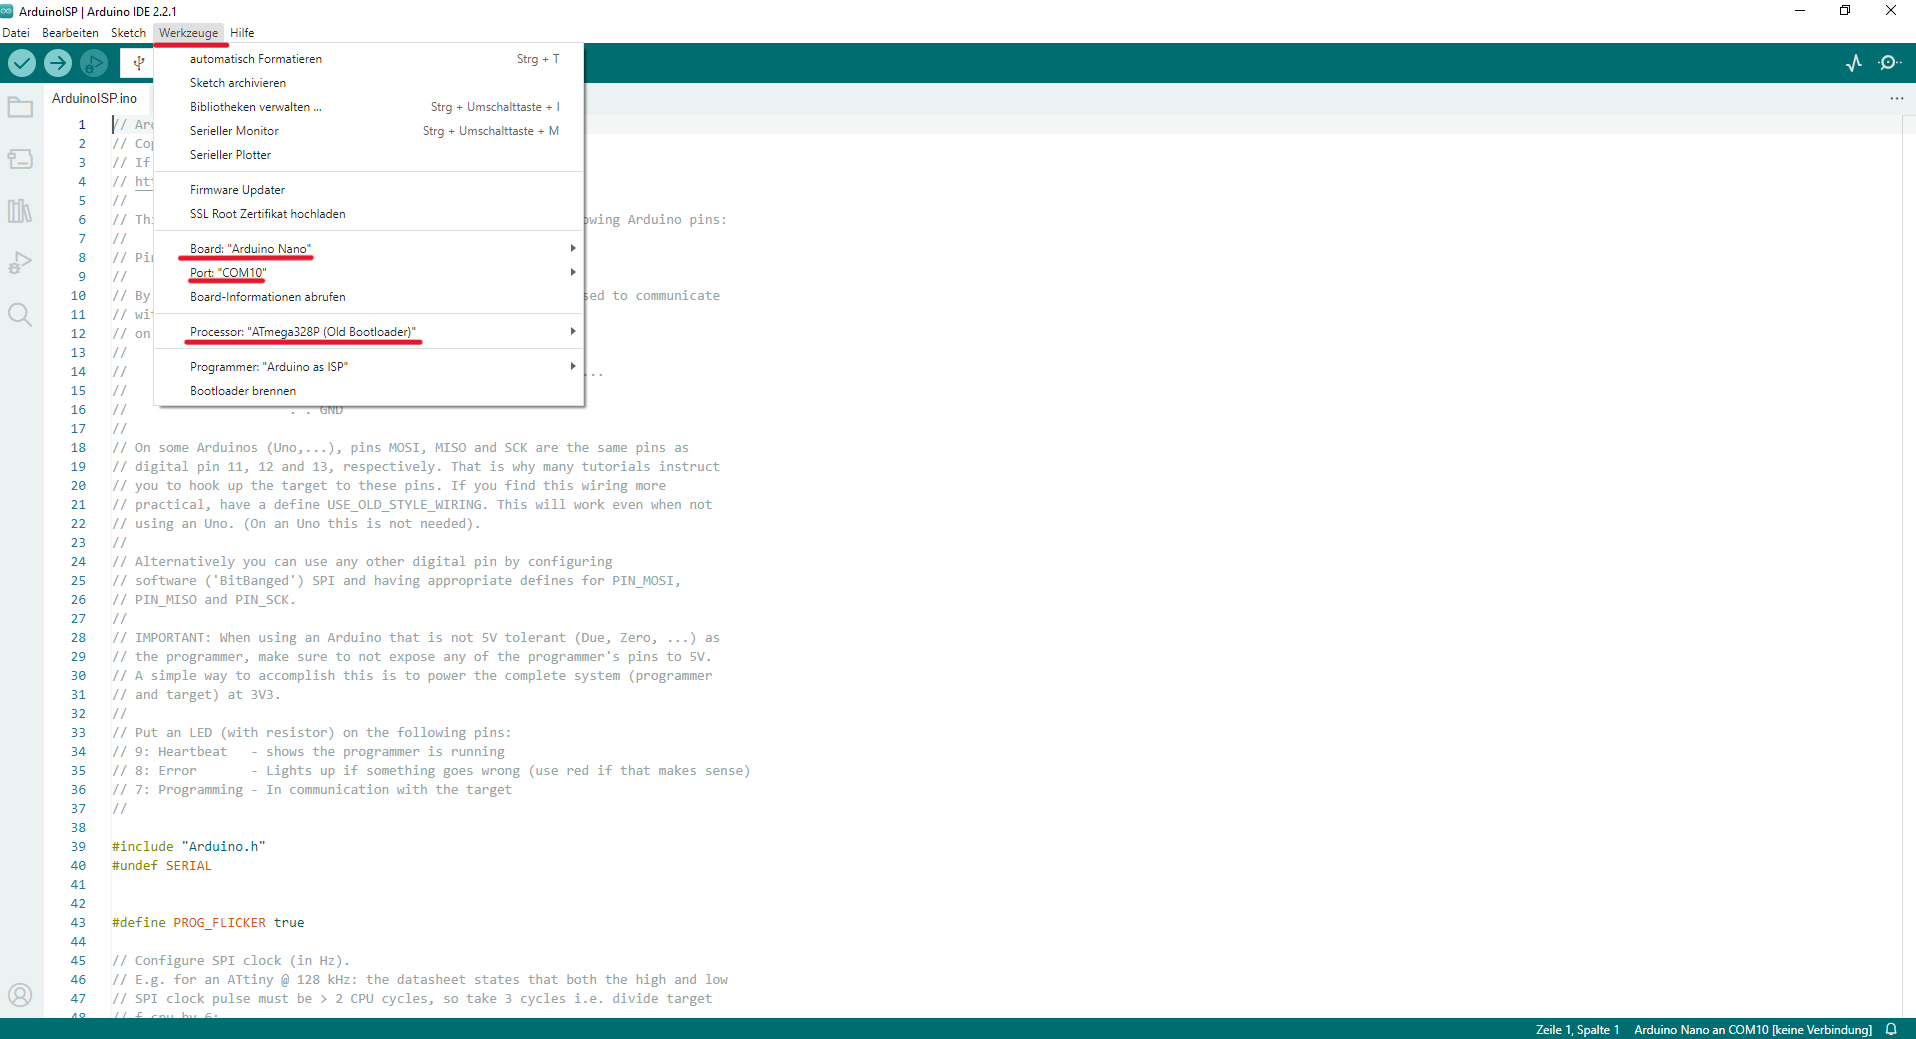 ArduinoISP | Arduino IDE 2.2.1
Datei Bearbeiten Sketch Werkzeuge Hilfe
automatisch Formatieren Strg + T
Sketch archivieren
Bibliotheken verwalten ... Strg + Umschalttaste + I
Serieller Monitor Strg + Umschalttaste + M
Serieller Plotter
Firmware Updater
SSL Root Zertifikat hochladen
Board: "Arduino Nano"
Port: "COM10"
Board-Informationen abrufen
Processor: "ATmega328P (Old Bootloader)"
Programmer: "Arduino as ISP"
Bootloader brennen
ArduinoISP.ino
1 //
2 //
3 // If
4 //
5 //
6 // owing Arduino pins:
7 //
8 //
9 //
10 // By sed to communicate
11 //
12 // on
13 //
14 // ...
15 //
16 // . . GND
17 //
18 // On some Arduinos (Uno,...), pins MOSI, MISO and SCK are the same pins as
19 // digital pin 11, 12 and 13, respectively. That is why many tutorials instruct
20 // you to hook up the target to these pins. If you find this wiring more
21 // practical, have a define USE_OLD_STYLE_WIRING. This will work even when not
22 // using an Uno. (On an Uno this is not needed).
23 //
24 // Alternatively you can use any other digital pin by configuring
25 // software ('BitBanged') SPI and having appropriate defines for PIN_MOSI,
26 // PIN_MISO and PIN_SCK.
27 //
28 // IMPORTANT: When using an Arduino that is not 5V tolerant (Due, Zero, ...) as
29 // the programmer, make sure to not expose any of the programmer's pins to 5V.
30 // A simple way to accomplish this is to power the complete system (programmer
31 // and target) at 3V3.
32 //
33 // Put an LED (with resistor) on the following pins:
34 // 9: Heartbeat - shows the programmer is running
35 // 8: Error - Lights up if something goes wrong (use red if that makes sense)
36 // 7: Programming - In communication with the target
37 //
38
39 #include "Arduino.h"
40 #undef SERIAL
41
42
43 #define PROG_FLICKER true
44
45 // Configure SPI clock (in Hz).
46 // E.g. for an ATtiny @ 128 kHz: the datasheet states that both the high and low
47 // SPI clock pulse must be > 2 CPU cycles, so take 3 cycles i.e. divide target
48 // f_cpu by 6:
Zeile 1, Spalte 1 Arduino Nano an COM10 [keine Verbindung]